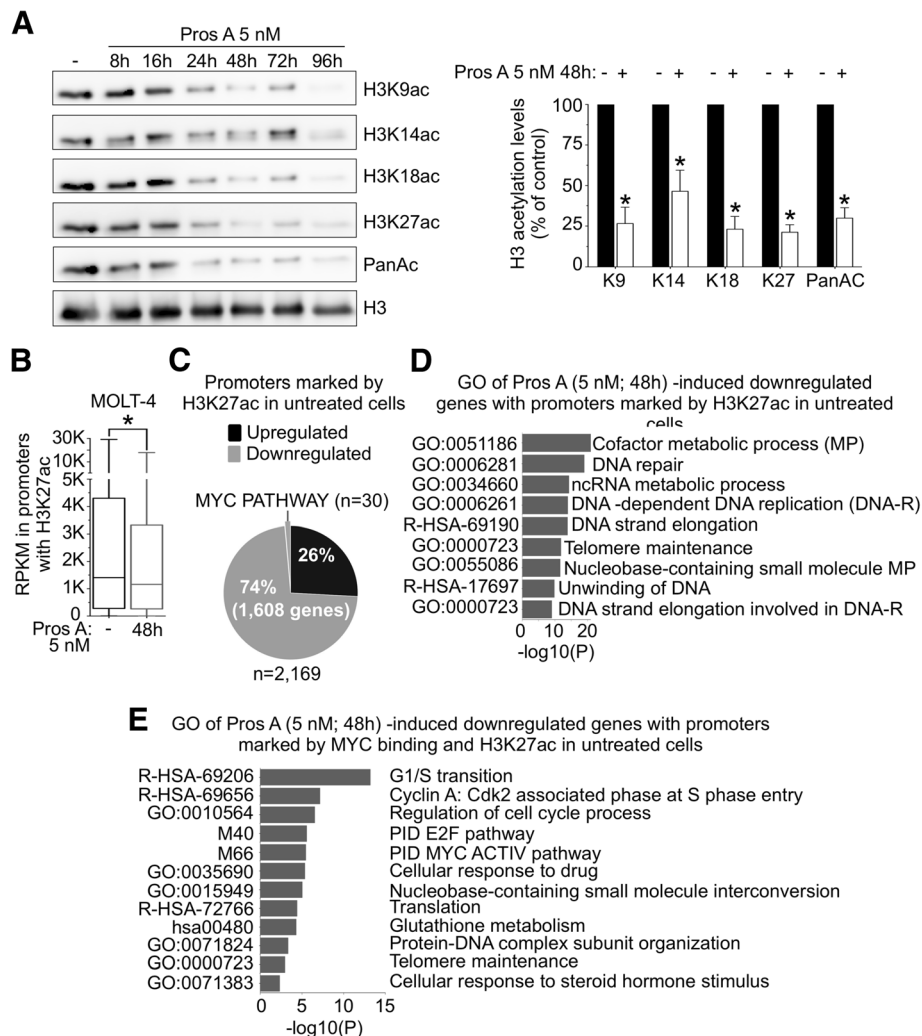 A
Pros A 5 nM
- 8h 16h 24h 48h 72h 96h
H3K9ac
H3K14ac
H3K18ac
H3K27ac
PanAc
H3
Pros A 5 nM 48h: - + - + - + - + - +
H3 acetylation levels
(% of control)
100
75
50
25
0
* * * * *
K9 K14 K18 K27 PanAC
B
MOLT-4
*
RPKM in promoters
with H3K27ac
30K
10K
5K
4K
3K
2K
1K
0
Pros A: - 48h
5 nM
C
Promoters marked by
H3K27ac in untreated cells
Upregulated
Downregulated
MYC PATHWAY (n=30)
26%
74%
(1,608 genes)
n=2,169
D
GO of Pros A (5 nM; 48h) -induced downregulated
genes with promoters marked by H3K27ac in untreated
cells
GO:0051186 Cofactor metabolic process (MP)
GO:0006281 DNA repair
GO:0034660 ncRNA metabolic process
GO:0006261 DNA -dependent DNA replication (DNA-R)
R-HSA-69190 DNA strand elongation
GO:0000723 Telomere maintenance
GO:0055086 Nucleobase-containing small molecule MP
R-HSA-17697 Unwinding of DNA
GO:0000723 DNA strand elongation involved in DNA-R
0 10 20
-log10(P)
E
GO of Pros A (5 nM; 48h) -induced downregulated genes with promoters
marked by MYC binding and H3K27ac in untreated cells
R-HSA-69206 G1/S transition
R-HSA-69656 Cyclin A: Cdk2 associated phase at S phase entry
GO:0010564 Regulation of cell cycle process
M40 PID E2F pathway
M66 PID MYC ACTIV pathway
GO:0035690 Cellular response to drug
GO:0015949 Nucleobase-containing small molecule interconversion
R-HSA-72766 Translation
hsa00480 Glutathione metabolism
GO:0071824 Protein-DNA complex subunit organization
GO:0000723 Telomere maintenance
GO:0071383 Cellular response to steroid hormone stimulus
0 5 10 15
-log10(P)